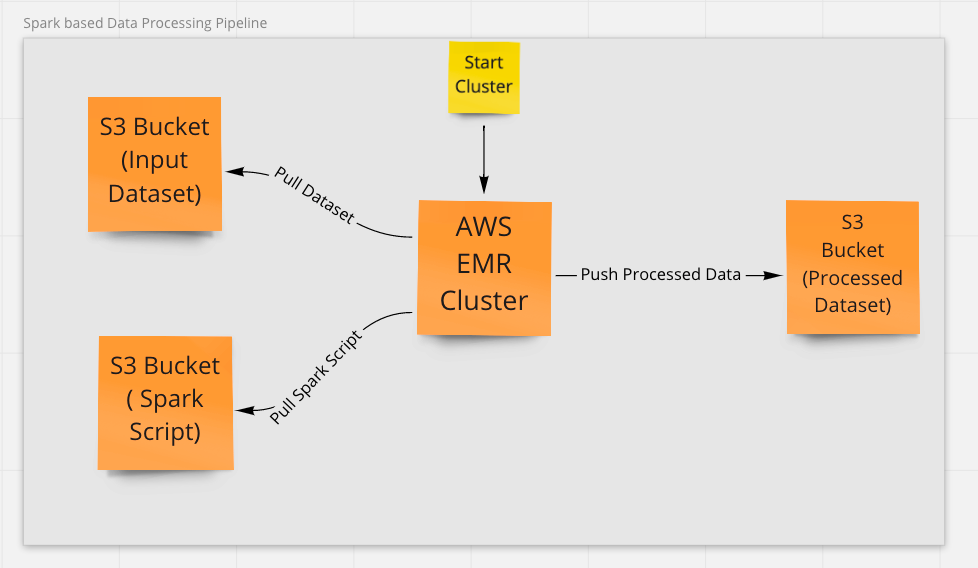 Spark based Data Processing Pipeline
Start
Cluster
S3 Bucket
(Input
Dataset)
Pull Dataset
AWS
EMR
Cluster
Push Processed Data
S3
Bucket
(Processed
Dataset)
Pull Spark Script
S3 Bucket
( Spark
Script)